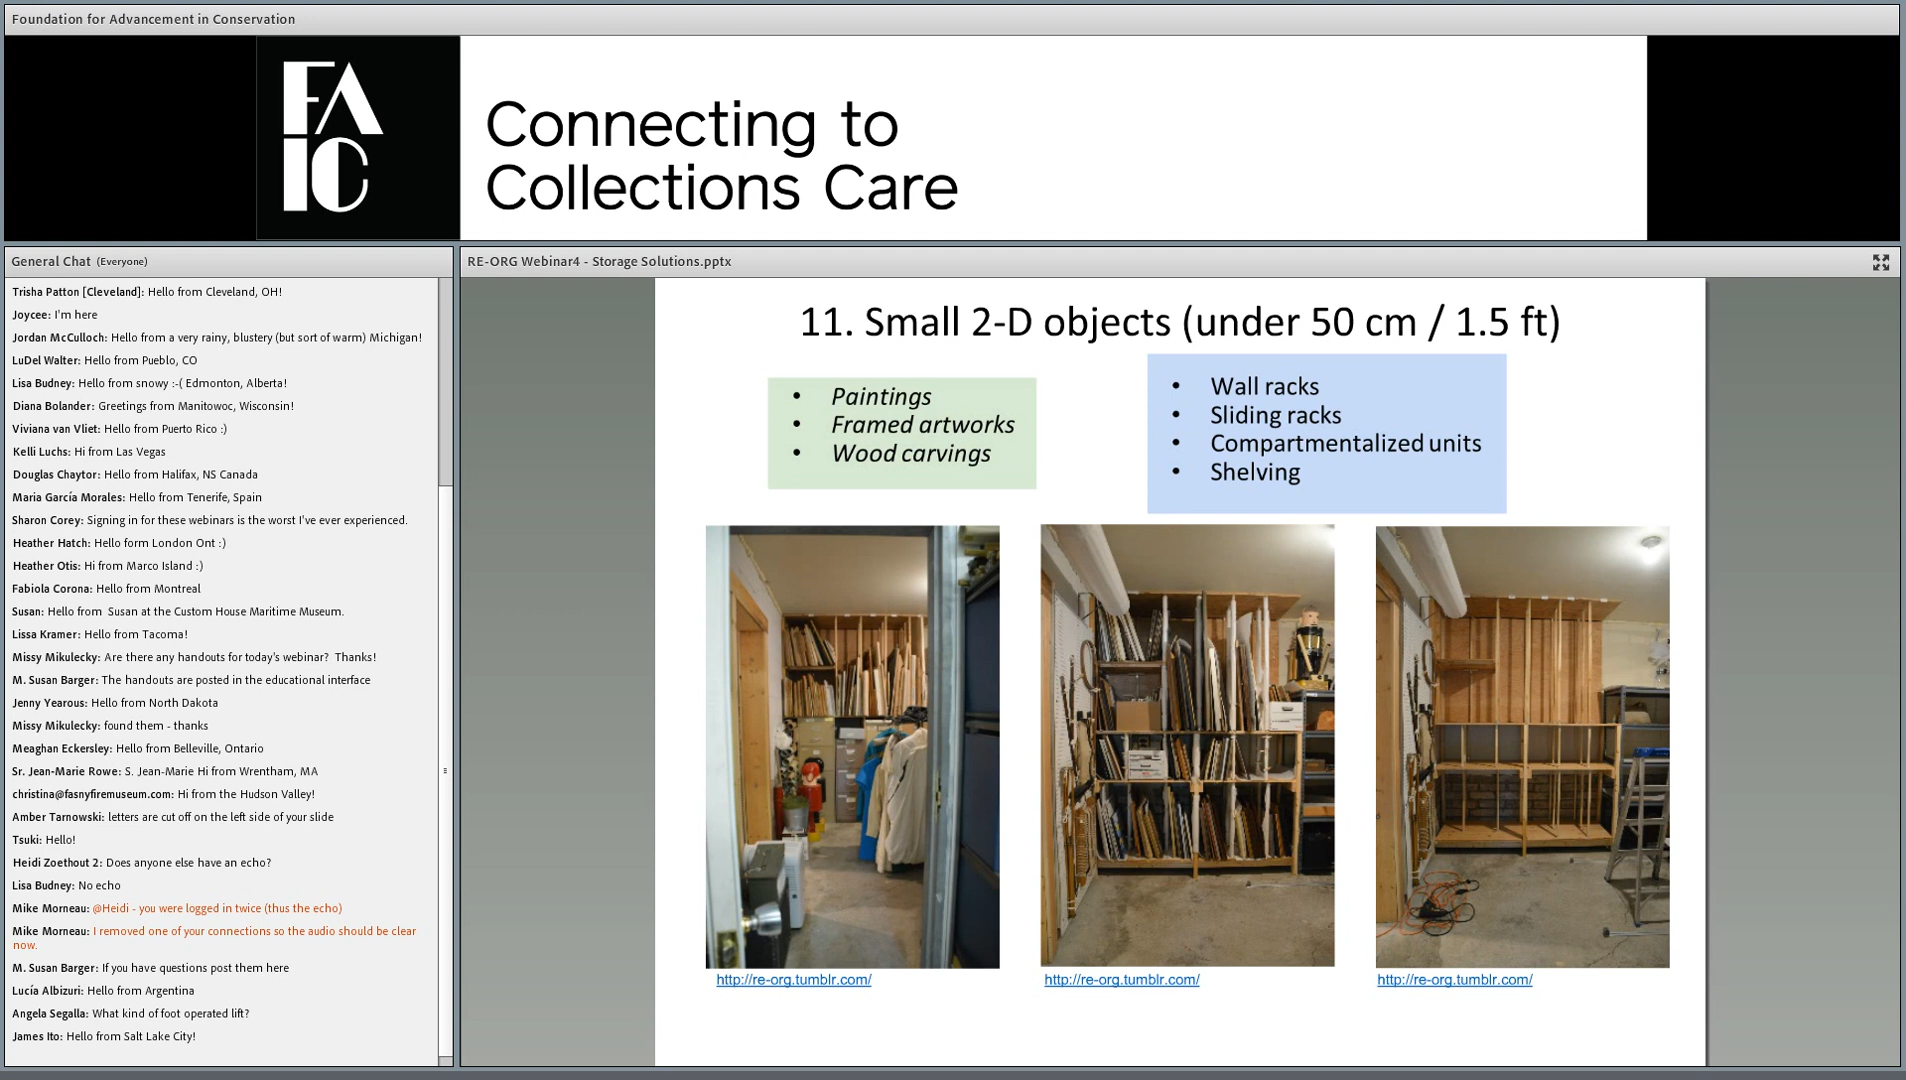 Foundation for Advancement in Conservation
FAIC
Connecting to
Collections Care
General Chat (Everyone)
Trisha Patton [Cleveland]: Hello from Cleveland, OH!
Joycee: I'm here
Jordan McCulloch: Hello from a very rainy, blustery (but sort of warm) Michigan!
LuDel Walter: Hello from Pueblo, CO
Lisa Budney: Hello from snowy :-( Edmonton, Alberta!
Diana Bolander: Greetings from Manitowoc, Wisconsin!
Viviana van Vliet: Hello from Puerto Rico :)
Kelli Luchs: Hi from Las Vegas
Douglas Chaytor: Hello from Halifax, NS Canada
Maria García Morales: Hello from Tenerife, Spain
Sharon Corey: Signing in for these webinars is the worst I've ever experienced.
Heather Hatch: Hello form London Ont :)
Heather Otis: Hi from Marco Island :)
Fabiola Corona: Hello from Montreal
Susan: Hello from  Susan at the Custom House Maritime Museum.
Lissa Kramer: Hello from Tacoma!
Missy Mikulecky: Are there any handouts for today's webinar?  Thanks!
M. Susan Barger: The handouts are posted in the educational interface
Jenny Yearous: Hello from North Dakota
Missy Mikulecky: found them - thanks
Meaghan Eckersley: Hello from Belleville, Ontario
Sr. Jean-Marie Rowe: S. Jean-Marie Hi from Wrentham, MA
christina@fasnyfiremuseum.com: Hi from the Hudson Valley!
Amber Tarnowski: letters are cut off on the left side of your slide
Tsuki: Hello!
Heidi Zoethout 2: Does anyone else have an echo?
Lisa Budney: No echo
Mike Morneau: @Heidi - you were logged in twice (thus the echo)
Mike Morneau: I removed one of your connections so the audio should be clear
now.
M. Susan Barger: If you have questions post them here
Lucía Albizuri: Hello from Argentina
Angela Segalla: What kind of foot operated lift?
James Ito: Hello from Salt Lake City!
RE-ORG Webinar4 - Storage Solutions.pptx
11. Small 2-D objects (under 50 cm / 1.5 ft)
• Paintings
• Framed artworks
• Wood carvings
• Wall racks
• Sliding racks
• Compartmentalized units
• Shelving
http://re-org.tumblr.com/
http://re-org.tumblr.com/
http://re-org.tumblr.com/